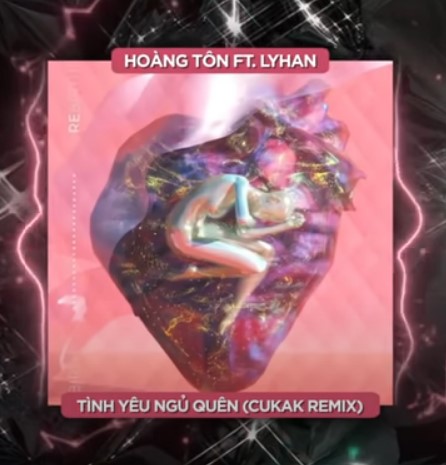 HOÀNG TÔN FT. LYHAN
TÌNH YÊU NGỦ QUÊN (CUKAK REMIX)